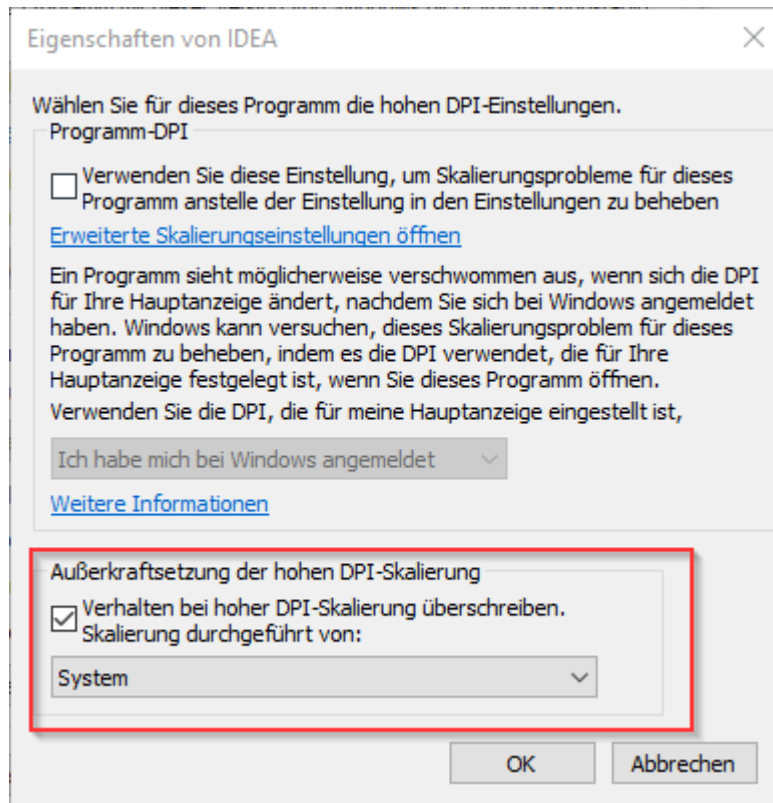 Eigenschaften von IDEA
Wählen Sie für dieses Programm die hohen DPI-Einstellungen.
Programm-DPI
Verwenden Sie diese Einstellung, um Skalierungsprobleme für dieses
Programm anstelle der Einstellung in den Einstellungen zu beheben
Erweiterte Skalierungseinstellungen öffnen
Ein Programm sieht möglicherweise verschwommen aus, wenn sich die DPI
für Ihre Hauptanzeige ändert, nachdem Sie sich bei Windows angemeldet
haben. Windows kann versuchen, dieses Skalierungsproblem für dieses
Programm zu beheben, indem es die DPI verwendet, die für Ihre
Hauptanzeige festgelegt ist, wenn Sie dieses Programm öffnen.
Verwenden Sie die DPI, die für meine Hauptanzeige eingestellt ist,
Ich habe mich bei Windows angemeldet
Weitere Informationen
Außerkraftsetzung der hohen DPI-Skalierung
Verhalten bei hoher DPI-Skalierung überschreiben.
Skalierung durchgeführt von:
System
OK
Abbrechen